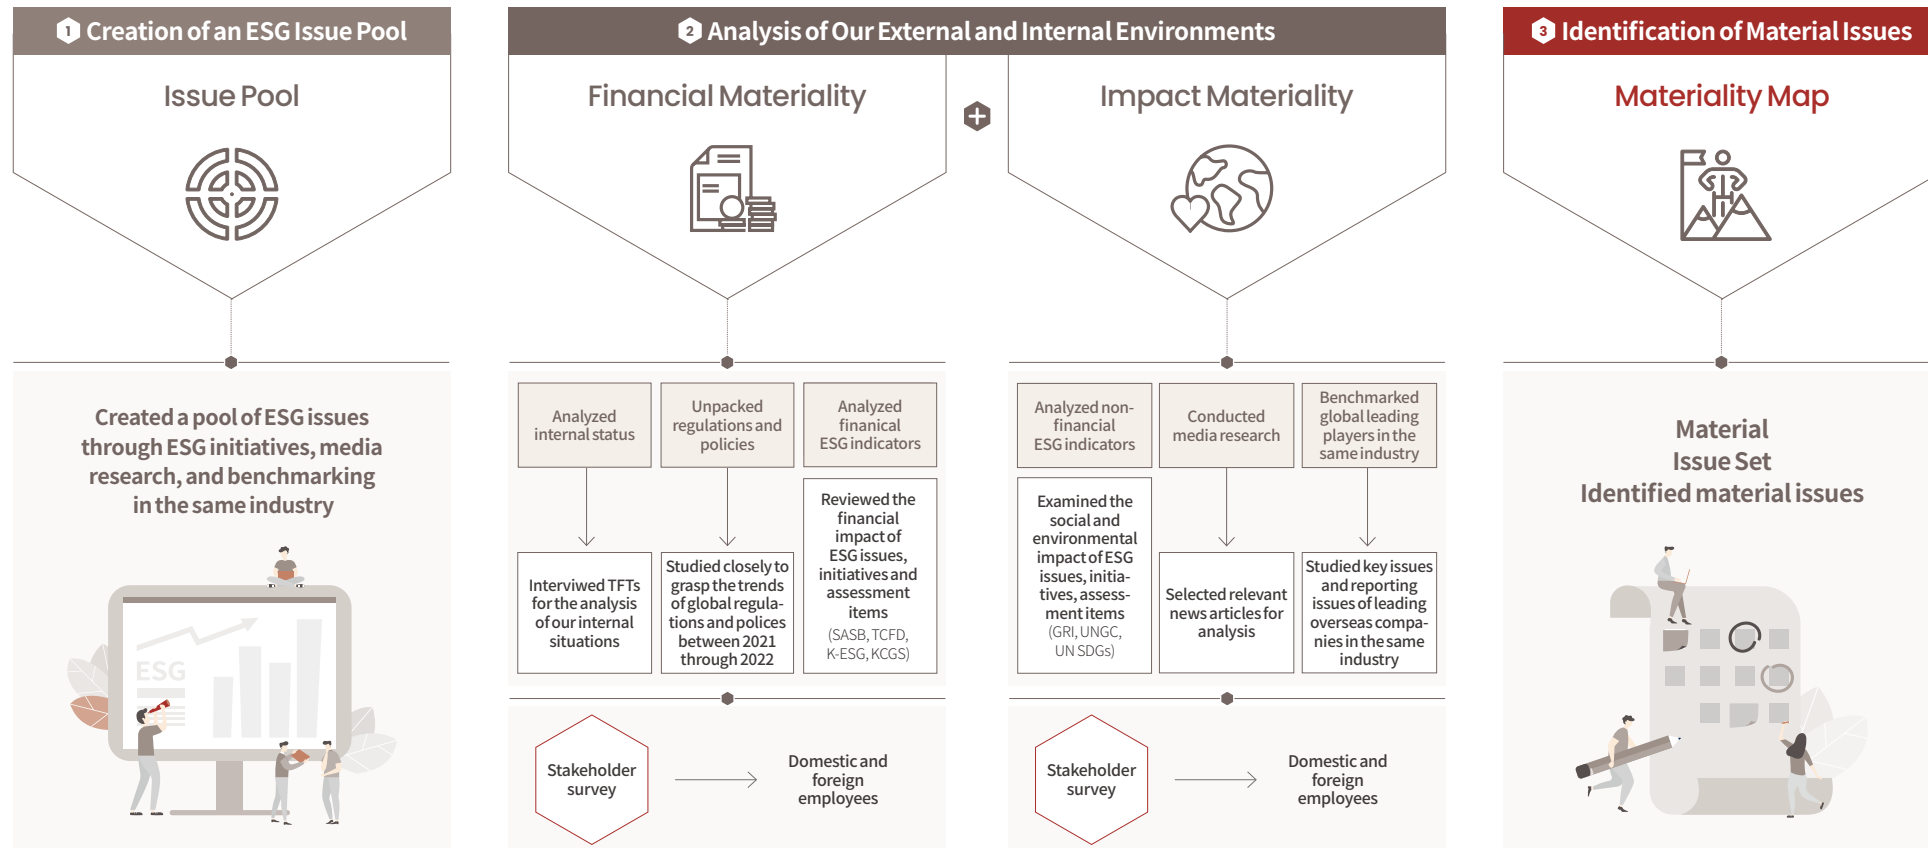 1 Creation of an ESG Issue Pool
Issue Pool
Created a pool of ESG issues
through ESG initiatives, media
research, and benchmarking
in the same industry
ESG
2 Analysis of Our External and Internal Environments
Financial Materiality
Analyzed
internal status
Interviwed TFTs
for the analysis
of our internal
situations
Unpacked
regulations and
policies
Studied closely to
grasp the trends
of global regula-
tions and polices
between 2021
through 2022
Analyzed
finanical
ESG indicators
Reviewed the
financial
impact of
ESG issues,
initiatives and
assessment
items
(SASB, TCFD,
K-ESG, KCGS)
Stakeholder
survey
Domestic and
foreign
employees
Impact Materiality
Analyzed non-
financial
ESG indicators
Examined the
social and
environmental
impact of ESG
issues, initia-
tives, assess-
ment items
(GRI, UNGC,
UN SDGs)
Conducted
media research
Selected relevant
news articles for
analysis
Benchmarked
global leading
players in the
same industry
Studied key issues
and reporting
issues of leading
overseas compa-
nies in the same
industry
Stakeholder
survey
Domestic and
foreign
employees
3 Identification of Material Issues
Materiality Map
Material
Issue Set
Identified material issues